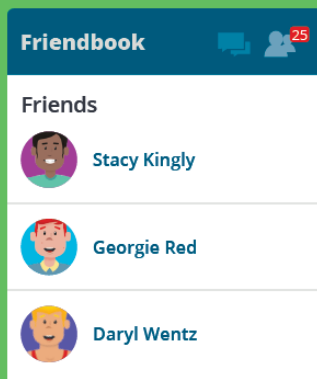 Friendbook
25
Friends
Stacy Kingly
Georgie Red
Daryl Wentz